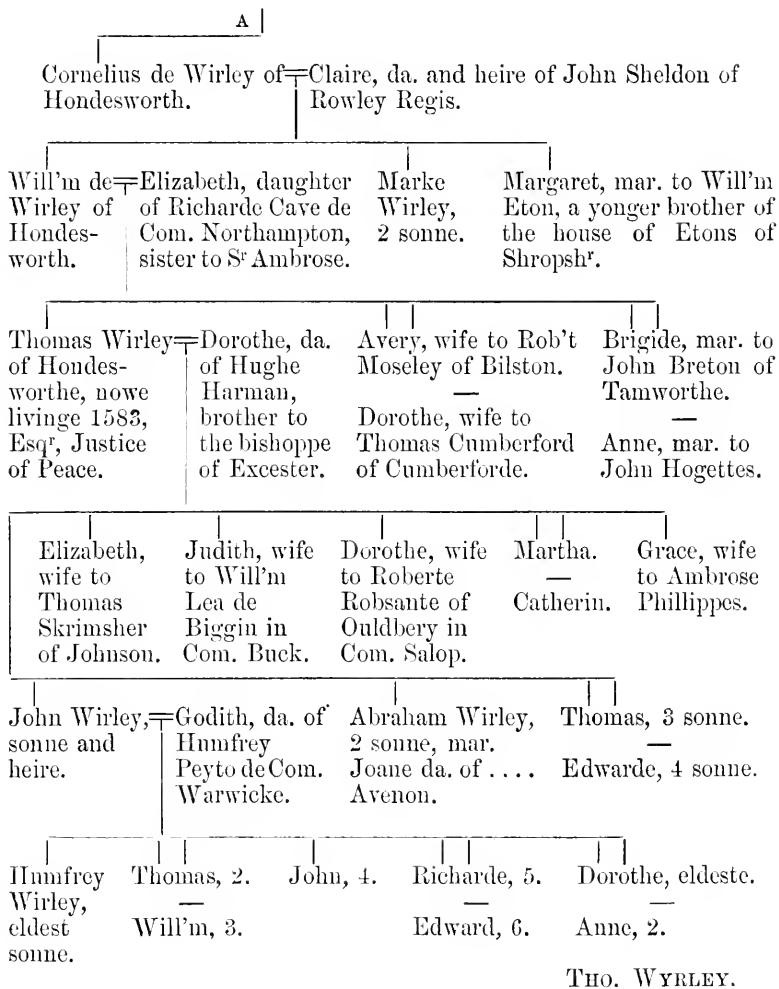 A
Cornelius de Wirley of═Claire, da. and heire of John Sheldon of
Hondesworth. Rowley Regis.
Will'm de═Elizabeth, daughter
Wirley of of Richarde Cave de
Hondes- Com. Northampton,
worth. sister to Sʳ Ambrose.
Marke
Wirley,
2 sonne.
Margaret, mar. to Will'm
Eton, a yonger brother of
the house of Etons of
Shropshʳ.
Thomas Wirley═Dorothe, da.
of Hondes- of Hughe
worthe, nowe Harman,
livinge 1583, brother to
Esqʳ, Justice the bishoppe
of Peace. of Excester.
Avery, wife to Rob't
Moseley of Bilston.
—
Dorothe, wife to
Thomas Cumberford
of Cumberforde.
Brigide, mar. to
John Breton of
Tamworthe.
—
Anne, mar. to
John Hogettes.
Elizabeth,
wife to
Thomas
Skrimsher
of Johnson.
Judith, wife
to Will'm
Lea de
Biggin in
Com. Buck.
Dorothe, wife
to Roberte
Robsante of
Ouldbery in
Com. Salop.
Martha.
—
Catherin.
Grace, wife
to Ambrose
Phillippes.
John Wirley,═Godith, da. of
sonne and Humfrey
heire. Peyto de Com.
Warwicke.
Abraham Wirley,
2 sonne, mar.
Joane da. of . . . .
Avenon.
Thomas, 3 sonne.
—
Edwarde, 4 sonne.
Humfrey
Wirley,
eldest
sonne.
Thomas, 2.
—
Will'm, 3.
John, 4.
Richarde, 5.
—
Edward, 6.
Dorothe, eldeste.
—
Anne, 2.
THO. WYRLEY.